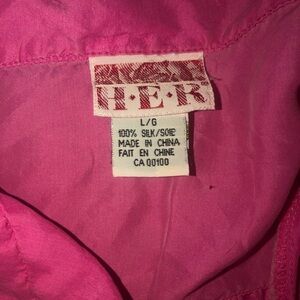 H·E·R
L/G
100% SILK/SOIE
MADE IN CHINA
FAIT EN CHINE
CA 00100